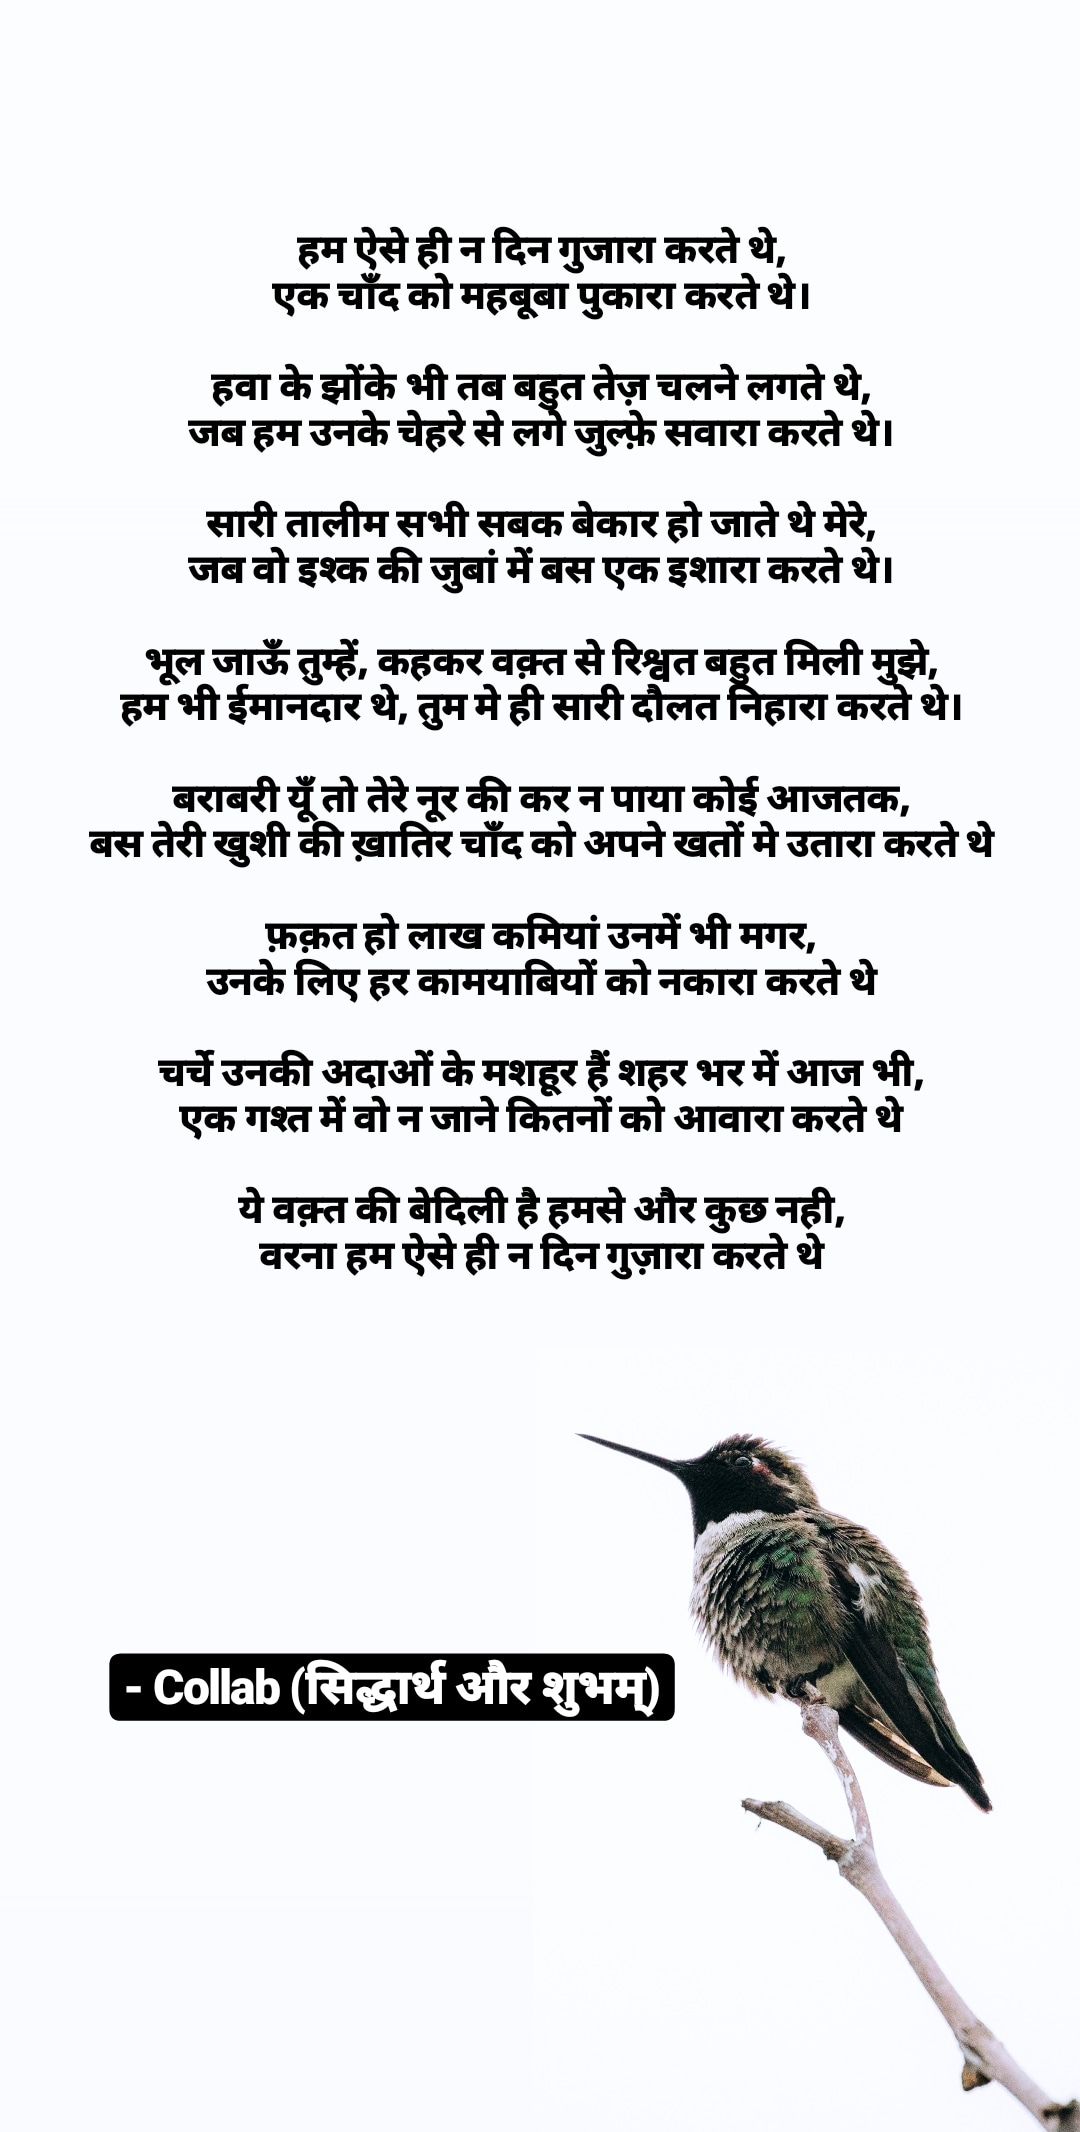 हम ऐसे ही न दिन गुजारा करते थे,
एक चाँद को महबूबा पुकारा करते थे।
हवा के झोंके भी तब बहुत तेज़ चलने लगते थे,
जब हम उनके चेहरे से लगे जुल्फ़े सवारा करते थे।
सारी तालीम सभी सबक बेकार हो जाते थे मेरे,
जब वो इश्क की जुबां में बस एक इशारा करते थे।
भूल जाऊँ तुम्हें, कहकर वक़्त से रिश्वत बहुत मिली मुझे,
हम भी ईमानदार थे, तुम मे ही सारी दौलत निहारा करते थे।
बराबरी यूँ तो तेरे नूर की कर न पाया कोई आजतक,
बस तेरी खुशी की ख़ातिर चाँद को अपने खतों मे उतारा करते थे
फ़क़त हो लाख कमियां उनमें भी मगर,
उनके लिए हर कामयाबियों को नकारा करते थे
चर्चे उनकी अदाओं के मशहूर हैं शहर भर में आज भी,
एक गश्त में वो न जाने कितनों को आवारा करते थे
ये वक़्त की बेदिली है हमसे और कुछ नही,
वरना हम ऐसे ही न दिन गुज़ारा करते थे
- Collab (सिद्धार्थ और शुभम्)